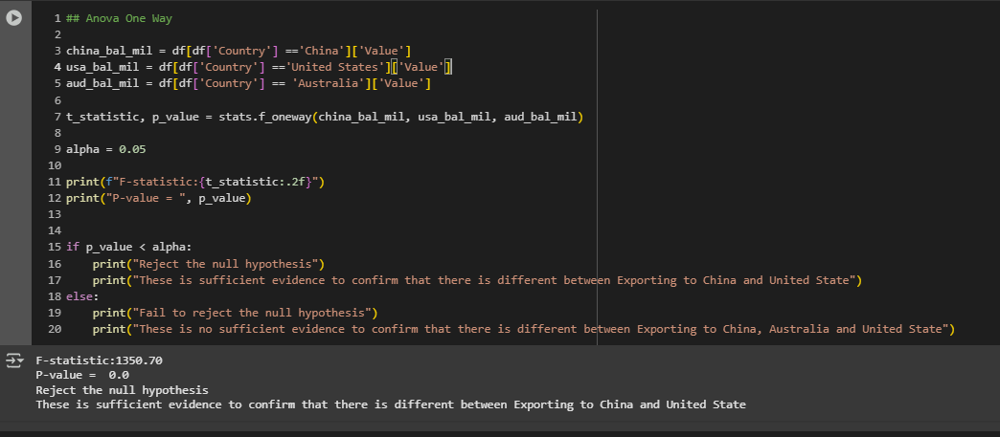 1 ## Anova One Way
2
3 china_bal_mil = df[df['Country'] =='China']['Value']
4 usa_bal_mil = df[df['Country'] =='United States']['Value']
5 aud_bal_mil = df[df['Country'] == 'Australia']['Value']
6
7 t_statistic, p_value = stats.f_oneway(china_bal_mil, usa_bal_mil, aud_bal_mil)
8
9 alpha = 0.05
10
11 print(f"F-statistic:{t_statistic:.2f}")
12 print("P-value = ", p_value)
13
14
15 if p_value < alpha:
16     print("Reject the null hypothesis")
17     print("These is sufficient evidence to confirm that there is different between Exporting to China and United State")
18 else:
19     print("Fail to reject the null hypothesis")
20     print("These is no sufficient evidence to confirm that there is different between Exporting to China, Australia and United State")
F-statistic:1350.70
P-value =  0.0
Reject the null hypothesis
These is sufficient evidence to confirm that there is different between Exporting to China and United State